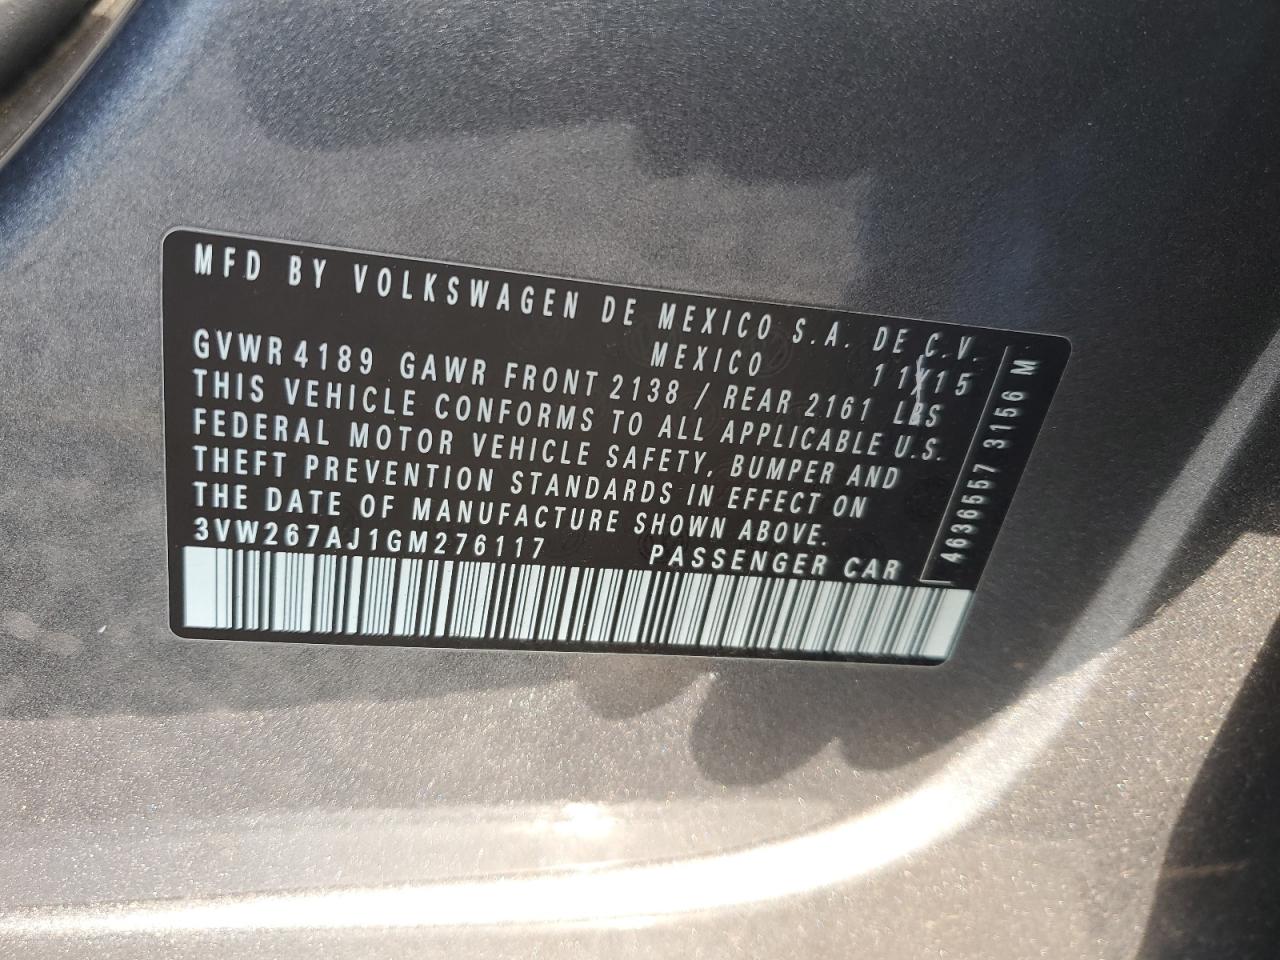 MFD BY VOLKSWAGEN DE MEXICO S.A. DE C.V.
MEXICO 11/15
GVWR 4189 GAWR FRONT 2138 / REAR 2161 LBS
THIS VEHICLE CONFORMS TO ALL APPLICABLE U.S.
FEDERAL MOTOR VEHICLE SAFETY, BUMPER AND
THEFT PREVENTION STANDARDS IN EFFECT ON
THE DATE OF MANUFACTURE SHOWN ABOVE.
3VW267AJ1GM276117 PASSENGER CAR
4636557 3156 M